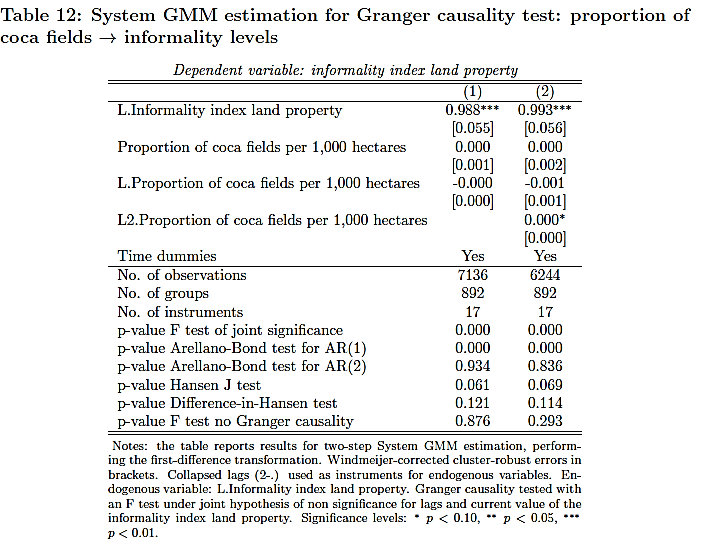 Table 12: System GMM estimation for Granger causality test: proportion of
coca fields → informality levels
Dependent variable: informality index land property
(1) (2)
L.Informality index land property 0.988*** 0.993***
[0.055] [0.056]
Proportion of coca fields per 1,000 hectares 0.000 0.000
[0.001] [0.002]
L.Proportion of coca fields per 1,000 hectares -0.000 -0.001
[0.000] [0.001]
L2.Proportion of coca fields per 1,000 hectares 0.000*
[0.000]
Time dummies Yes Yes
No. of observations 7136 6244
No. of groups 892 892
No. of instruments 17 17
p-value F test of joint significance 0.000 0.000
p-value Arellano-Bond test for AR(1) 0.000 0.000
p-value Arellano-Bond test for AR(2) 0.934 0.836
p-value Hansen J test 0.061 0.069
p-value Difference-in-Hansen test 0.121 0.114
p-value F test no Granger causality 0.876 0.293
Notes: the table reports results for two-step System GMM estimation, perform-
ing the first-difference transformation. Windmeijer-corrected cluster-robust errors in
brackets. Collapsed lags (2-.) used as instruments for endogenous variables. En-
dogenous variable: L.Informality index land property. Granger causality tested with
an F test under joint hypothesis of non significance for lags and current value of the
informality index land property. Significance levels: * p < 0.10, ** p < 0.05, ***
p < 0.01.